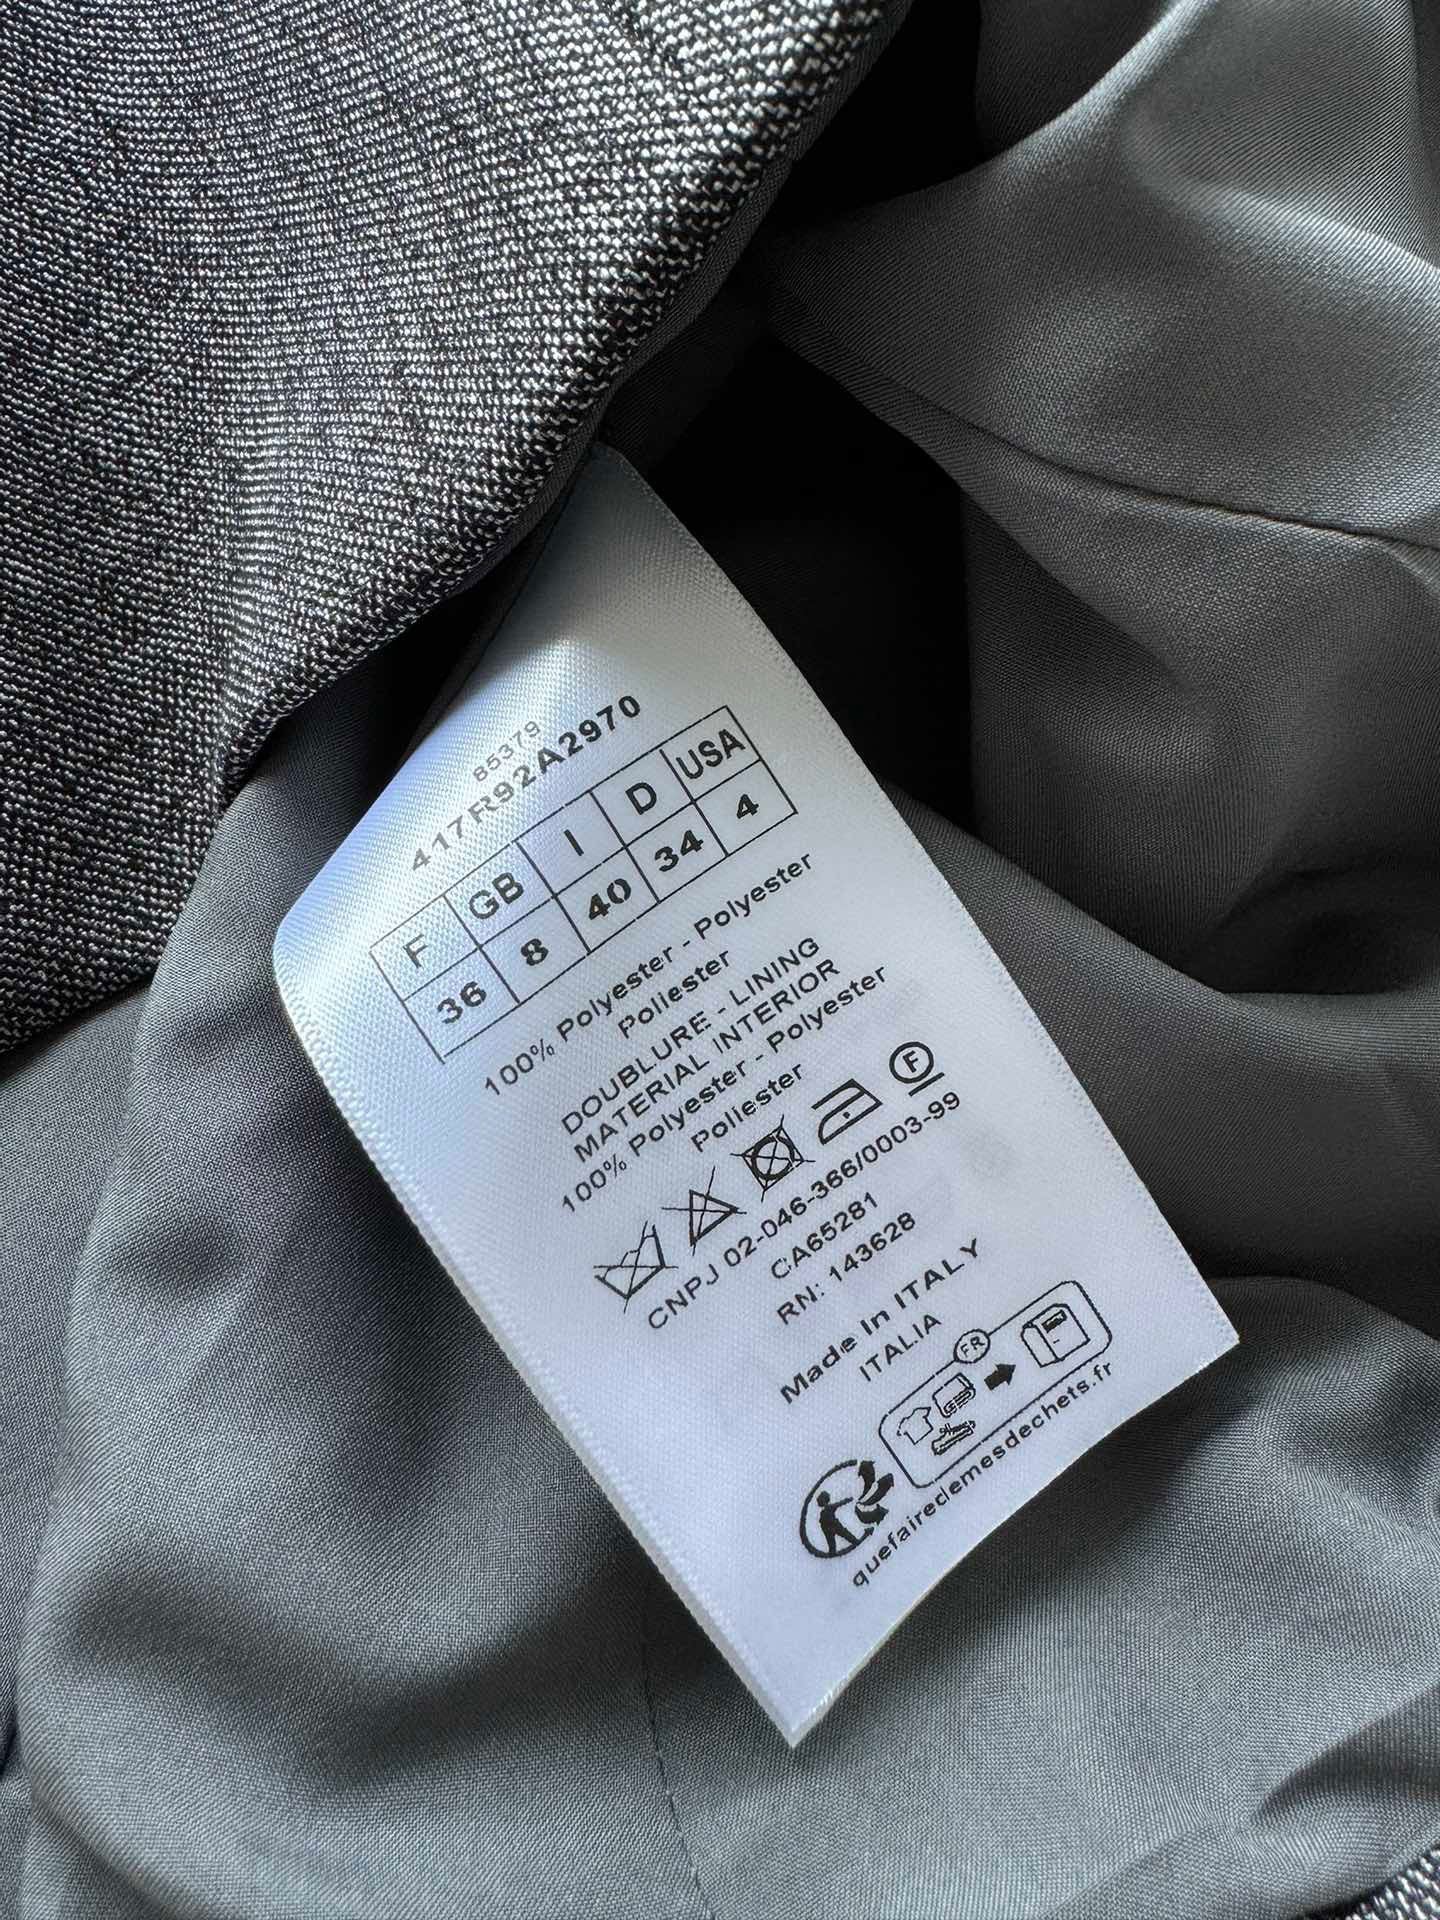 85379
417R92A2970
F GB I D USA
36 8 40 34 4
100% Polyester - Polyester
Poliester
DOUBLURE - LINING
MATERIAL INTERIOR
100% Polyester - Polyester
Poliester
F
CNPJ 02-046-366/0003-99
CA65281
RN: 143628
Made In ITALY
ITALIA
FR
quefairedemesdechets.fr